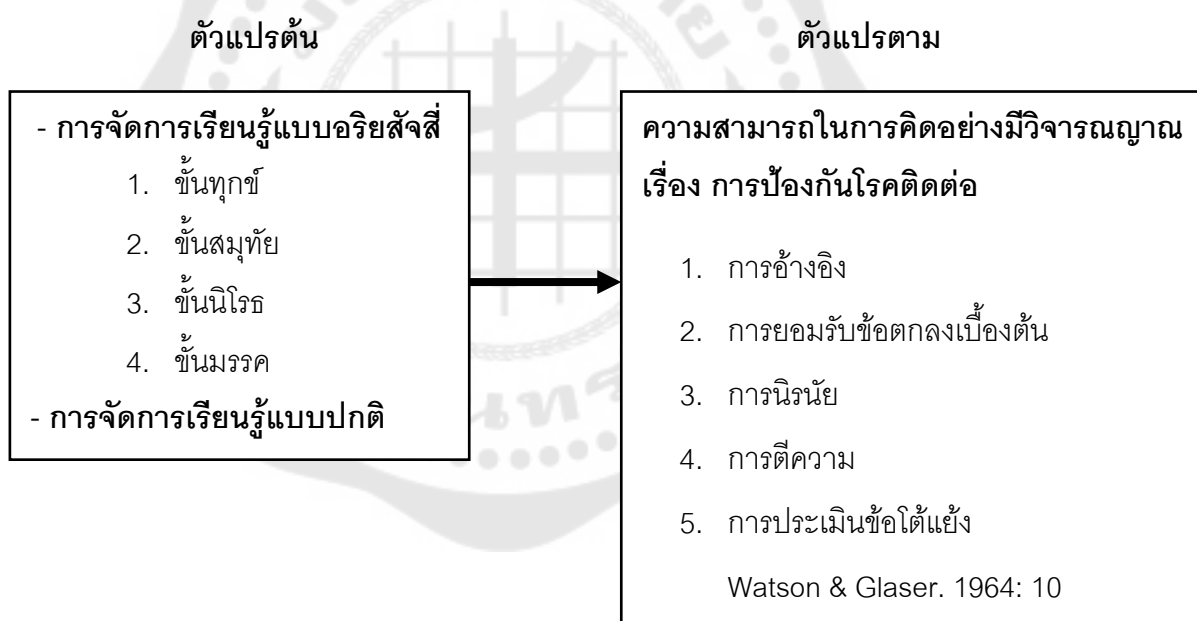 ตัวแปรต้น
ตัวแปรตาม
- การจัดการเรียนรู้แบบอริยสัจสี่
1. ขั้นทุกข์
2. ขั้นสมุทัย
3. ขั้นนิโรธ
4. ขั้นมรรค
- การจัดการเรียนรู้แบบปกติ
ความสามารถในการคิดอย่างมีวิจารณญาณ
เรื่อง การป้องกันโรคติดต่อ
1. การอ้างอิง
2. การยอมรับข้อตกลงเบื้องต้น
3. การนิรนัย
4. การตีความ
5. การประเมินข้อโต้แย้ง
Watson & Glaser. 1964: 10